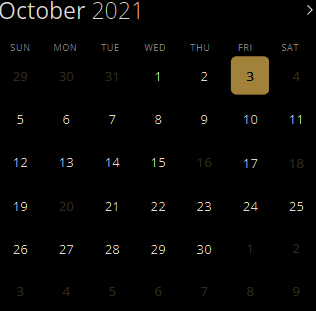 October 2021
SUN MON TUE WED THU FRI SAT
29 30 31 1 2 3 4
5 6 7 8 9 10 11
12 13 14 15 16 17 18
19 20 21 22 23 24 25
26 27 28 29 30 1 2
3 4 5 6 7 8 9